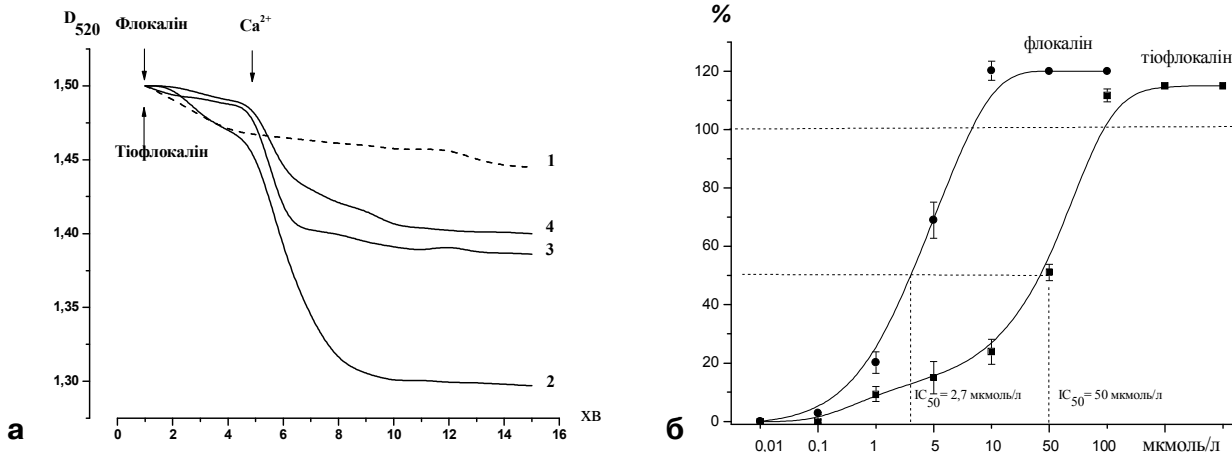 D520
Флокалін
Ca²⁺
Тіофлокалін
1,50
1,45
1,40
1,35
1,30
1
4
3
2
0 2 4 6 8 10 12 14 16
хв
а
%
флокалін
тіофлокалін
120
100
80
60
40
20
0
IC50 = 2,7 мкмоль/л
IC50 = 50 мкмоль/л
0,01 0,1 1 5 10 50 100 мкмоль/л
б